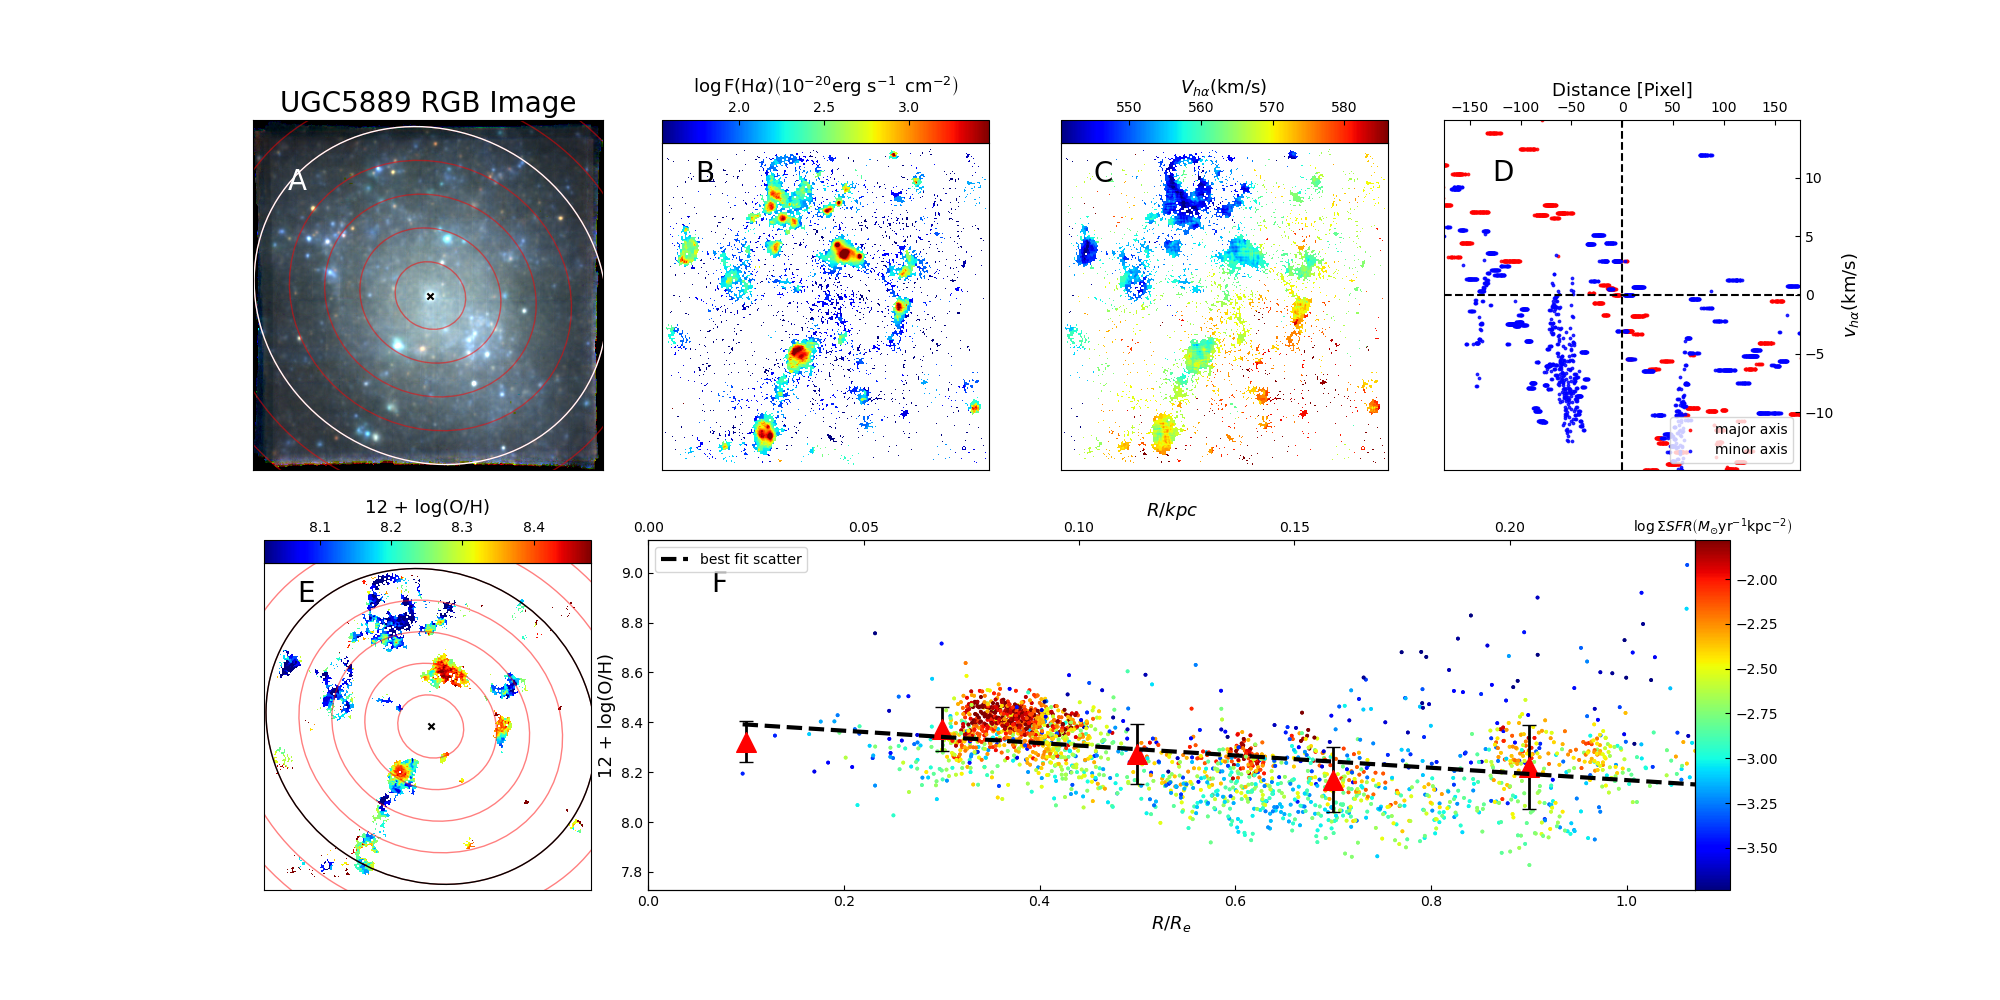 UGC5889 RGB Image
A
log F(Hα)(10⁻²⁰erg s⁻¹ cm⁻²)
2.0 2.5 3.0
B
V_hα(km/s)
550 560 570 580
C
Distance [Pixel]
−150 −100 −50 0 50 100 150
D
10
5
0
−5
−10
v_hα(km/s)
major axis
minor axis
12 + log(O/H)
8.1 8.2 8.3 8.4
E
R/kpc
0.00 0.05 0.10 0.15 0.20
log ΣSFR(M⊙yr⁻¹kpc⁻²)
best fit scatter
F
12 + log(O/H)
9.0
8.8
8.6
8.4
8.2
8.0
7.8
0.0 0.2 0.4 0.6 0.8 1.0
R/R_e
−2.00
−2.25
−2.50
−2.75
−3.00
−3.25
−3.50